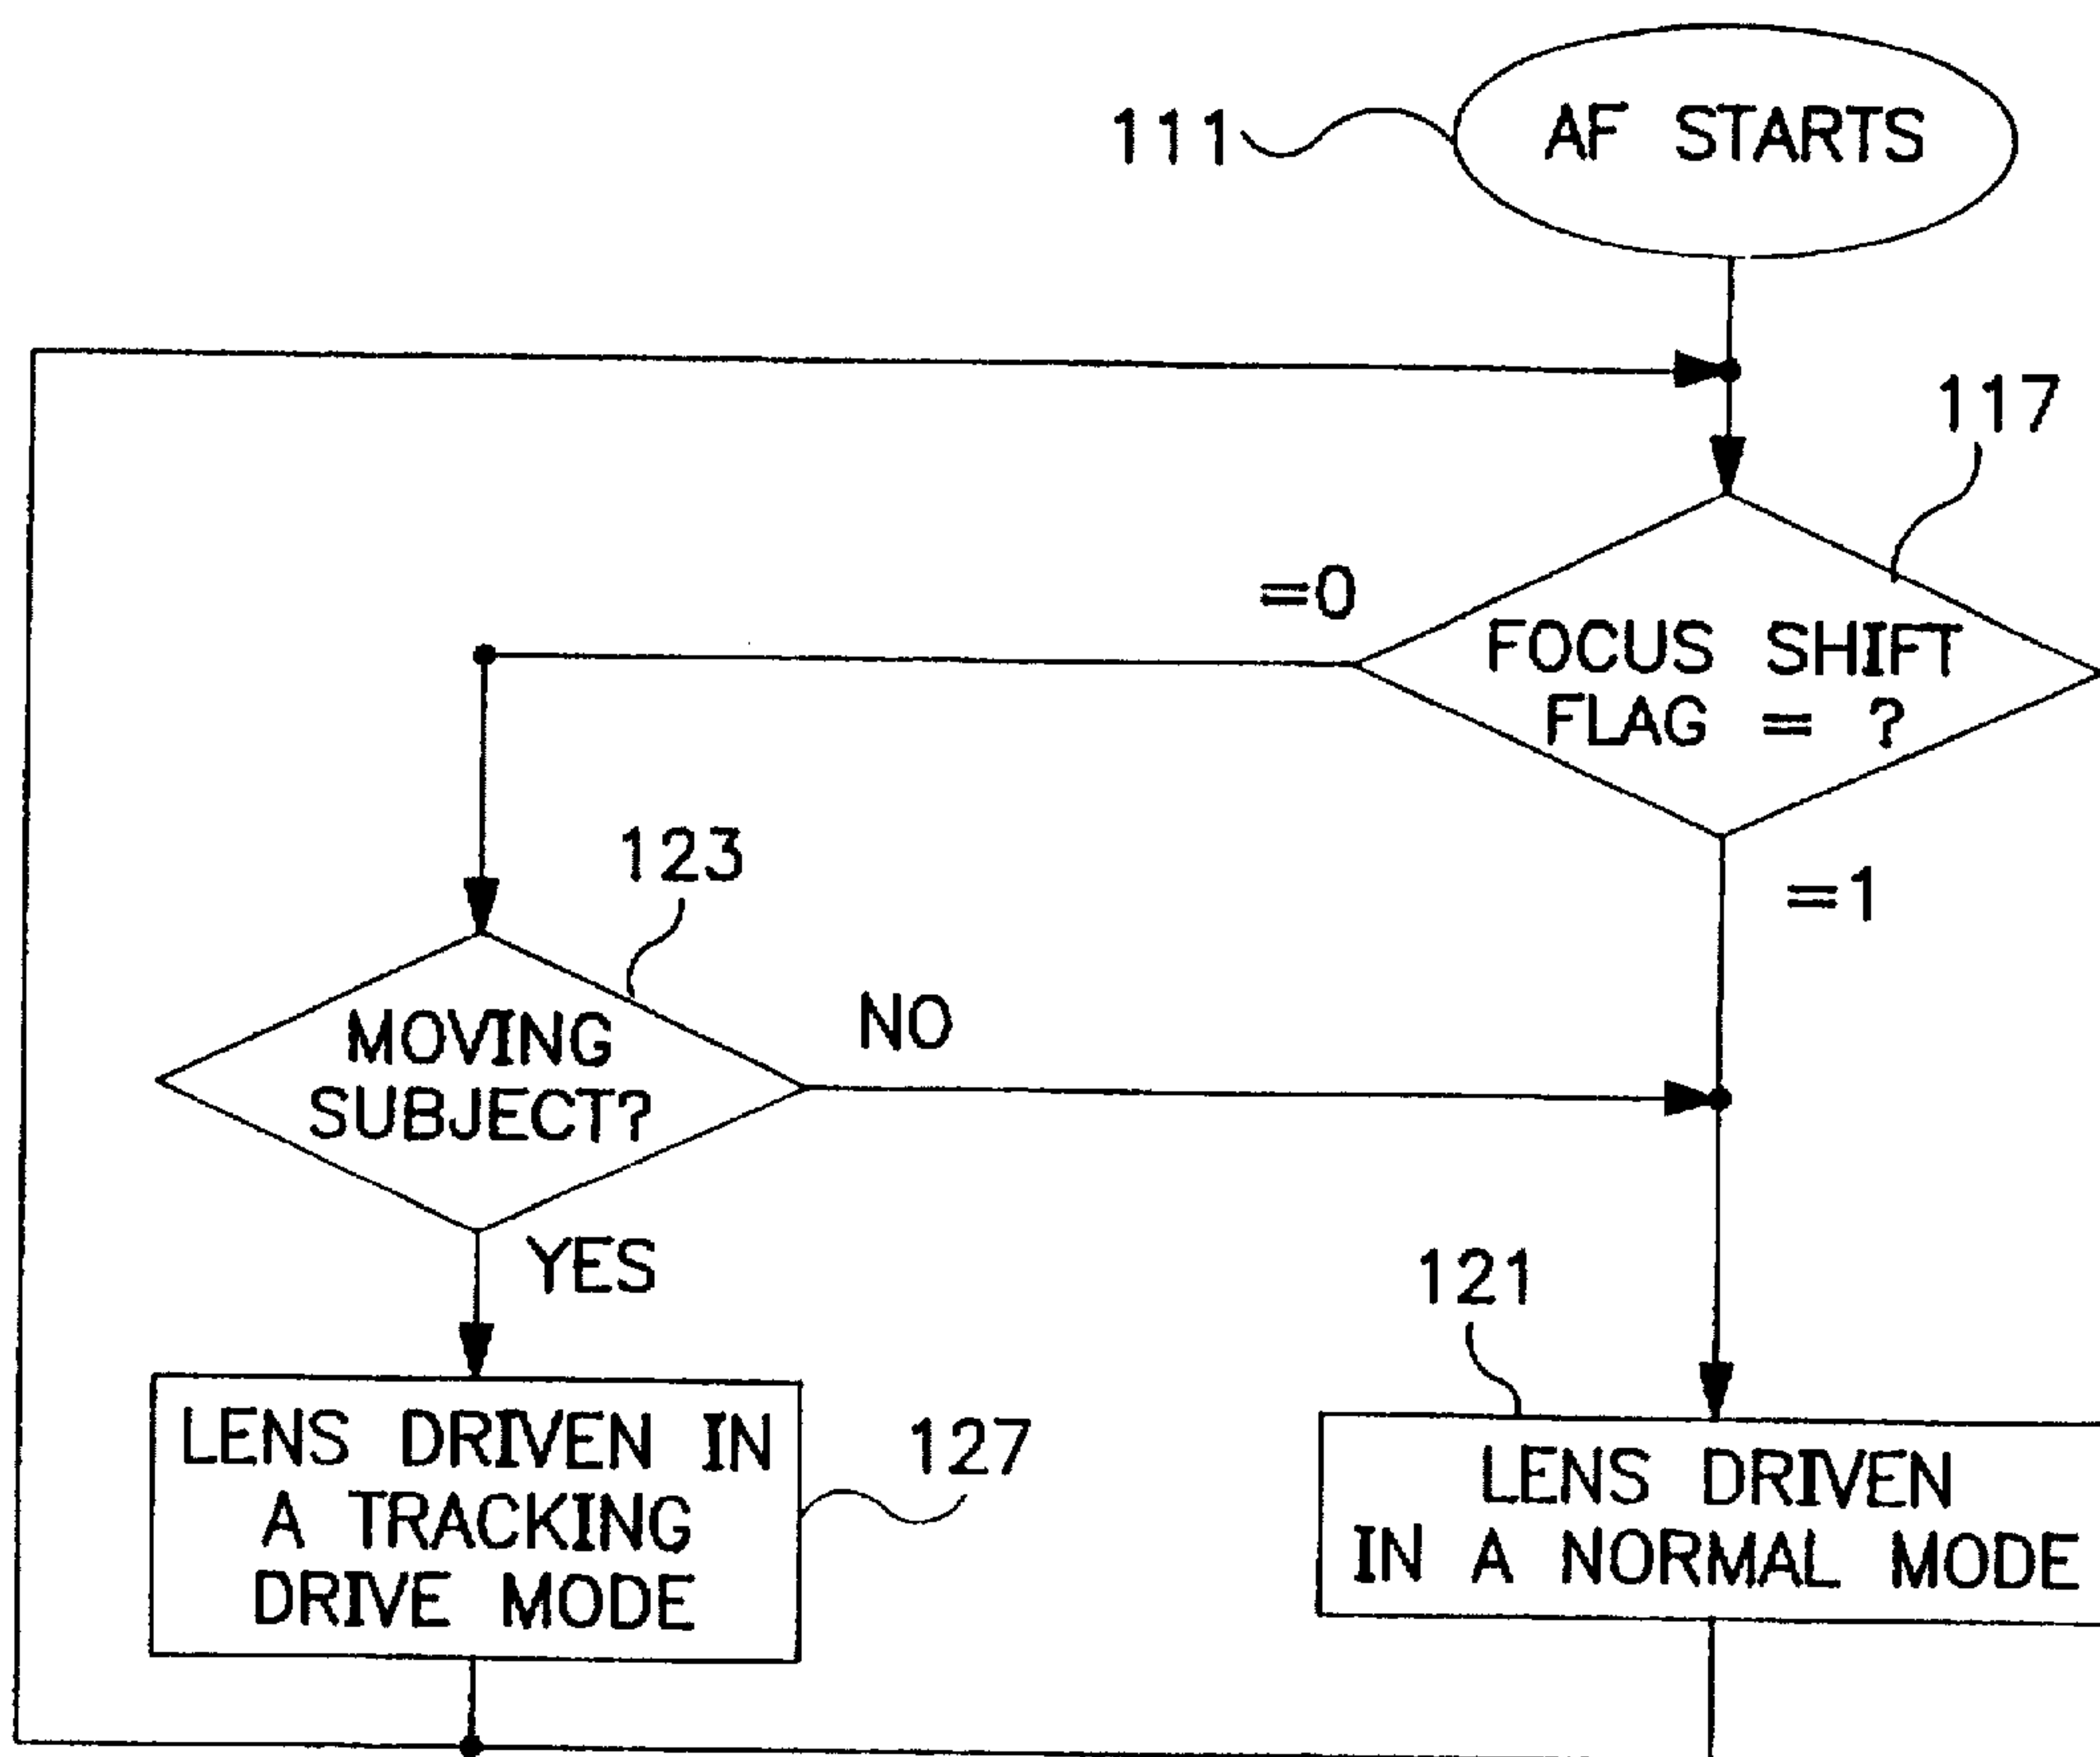 111
AF STARTS
117
=0
FOCUS SHIFT
FLAG = ?
123
=1
MOVING
SUBJECT?
NO
YES
121
LENS DRIVEN IN
A TRACKING
DRIVE MODE
127
LENS DRIVEN
IN A NORMAL MODE